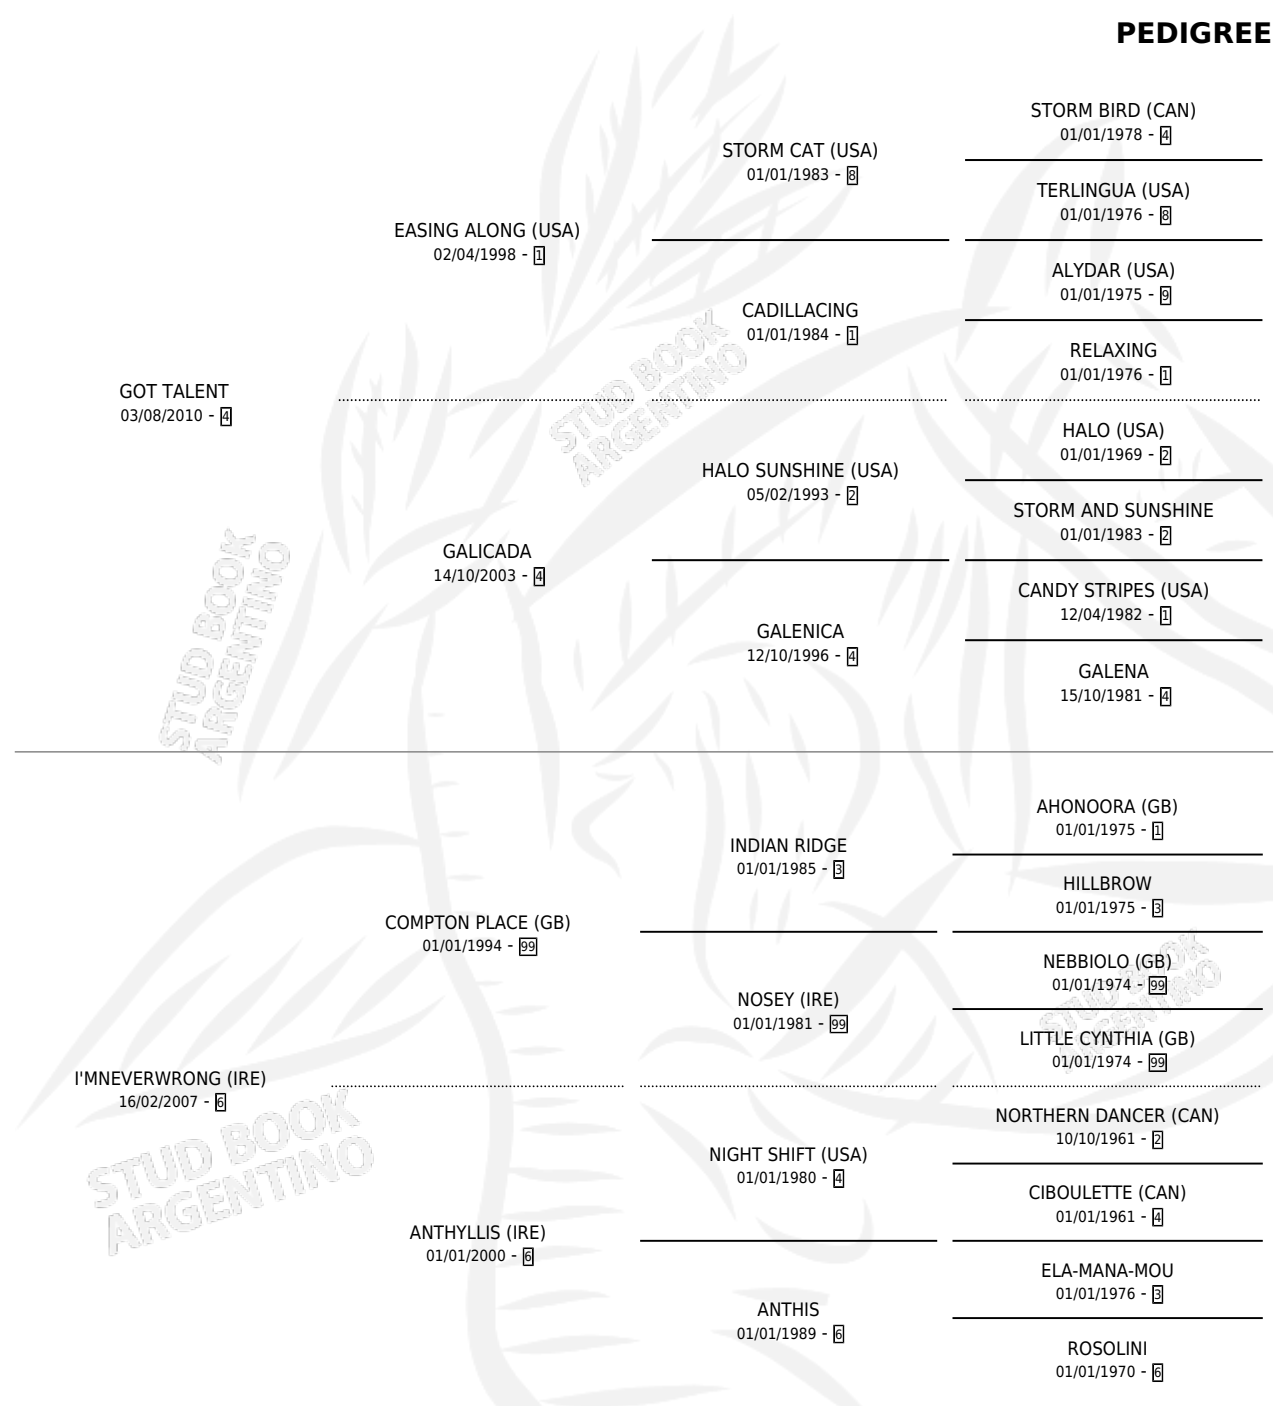 PEDIGREE
STORM BIRD (CAN)
01/01/1978 - 4
STORM CAT (USA)
01/01/1983 - 8
TERLINGUA (USA)
01/01/1976 - 8
EASING ALONG (USA)
02/04/1998 - 1
ALYDAR (USA)
01/01/1975 - 9
CADILLACING
01/01/1984 - 1
RELAXING
01/01/1976 - 1
GOT TALENT
03/08/2010 - 4
HALO (USA)
01/01/1969 - 2
HALO SUNSHINE (USA)
05/02/1993 - 2
STORM AND SUNSHINE
01/01/1983 - 2
GALICADA
14/10/2003 - 4
CANDY STRIPES (USA)
12/04/1982 - 1
GALENICA
12/10/1996 - 4
GALENA
15/10/1981 - 4
AHONOORA (GB)
01/01/1975 - 1
INDIAN RIDGE
01/01/1985 - 3
HILLBROW
01/01/1975 - 3
COMPTON PLACE (GB)
01/01/1994 - 99
NEBBIOLO (GB)
01/01/1974 - 99
NOSEY (IRE)
01/01/1981 - 99
LITTLE CYNTHIA (GB)
01/01/1974 - 99
I'MNEVERWRONG (IRE)
16/02/2007 - 6
NORTHERN DANCER (CAN)
10/10/1961 - 2
NIGHT SHIFT (USA)
01/01/1980 - 4
CIBOULETTE (CAN)
01/01/1961 - 4
ANTHYLLIS (IRE)
01/01/2000 - 6
ELA-MANA-MOU
01/01/1976 - 3
ANTHIS
01/01/1989 - 6
ROSOLINI
01/01/1970 - 6
STUD BOOK
ARGENTINO
STUD BOOK
ARGENTINO
STUD BOOK
ARGENTINO
STUD BOOK
ARGENTINO